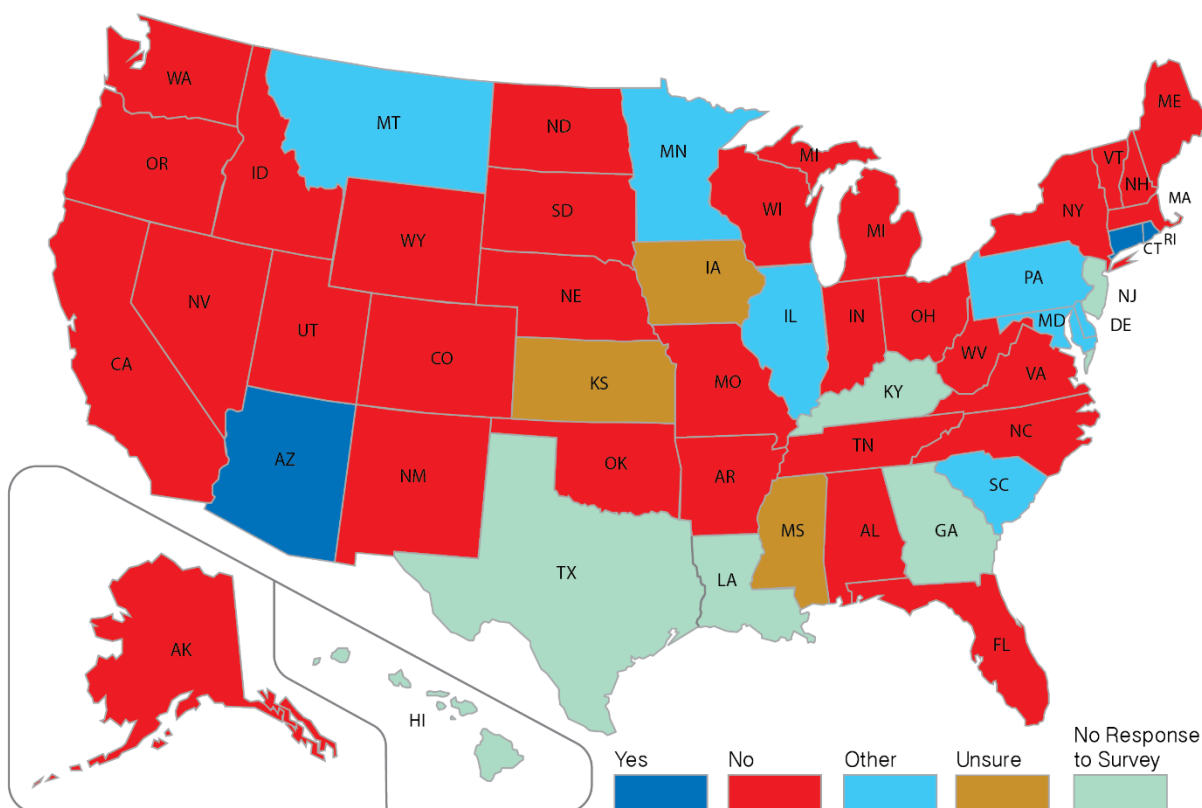 WA
MT
ND
MN
ME
OR
ID
SD
WI
MI
VT
NH
MA
NY
WY
MI
CT
RI
IA
PA
NE
NJ
NV
UT
IL
IN
OH
MD
DE
CA
CO
WV
VA
KS
MO
KY
NC
TN
AZ
NM
OK
AR
SC
MS
AL
GA
TX
LA
AK
FL
HI
Yes
No
Other
Unsure
No Response
to Survey